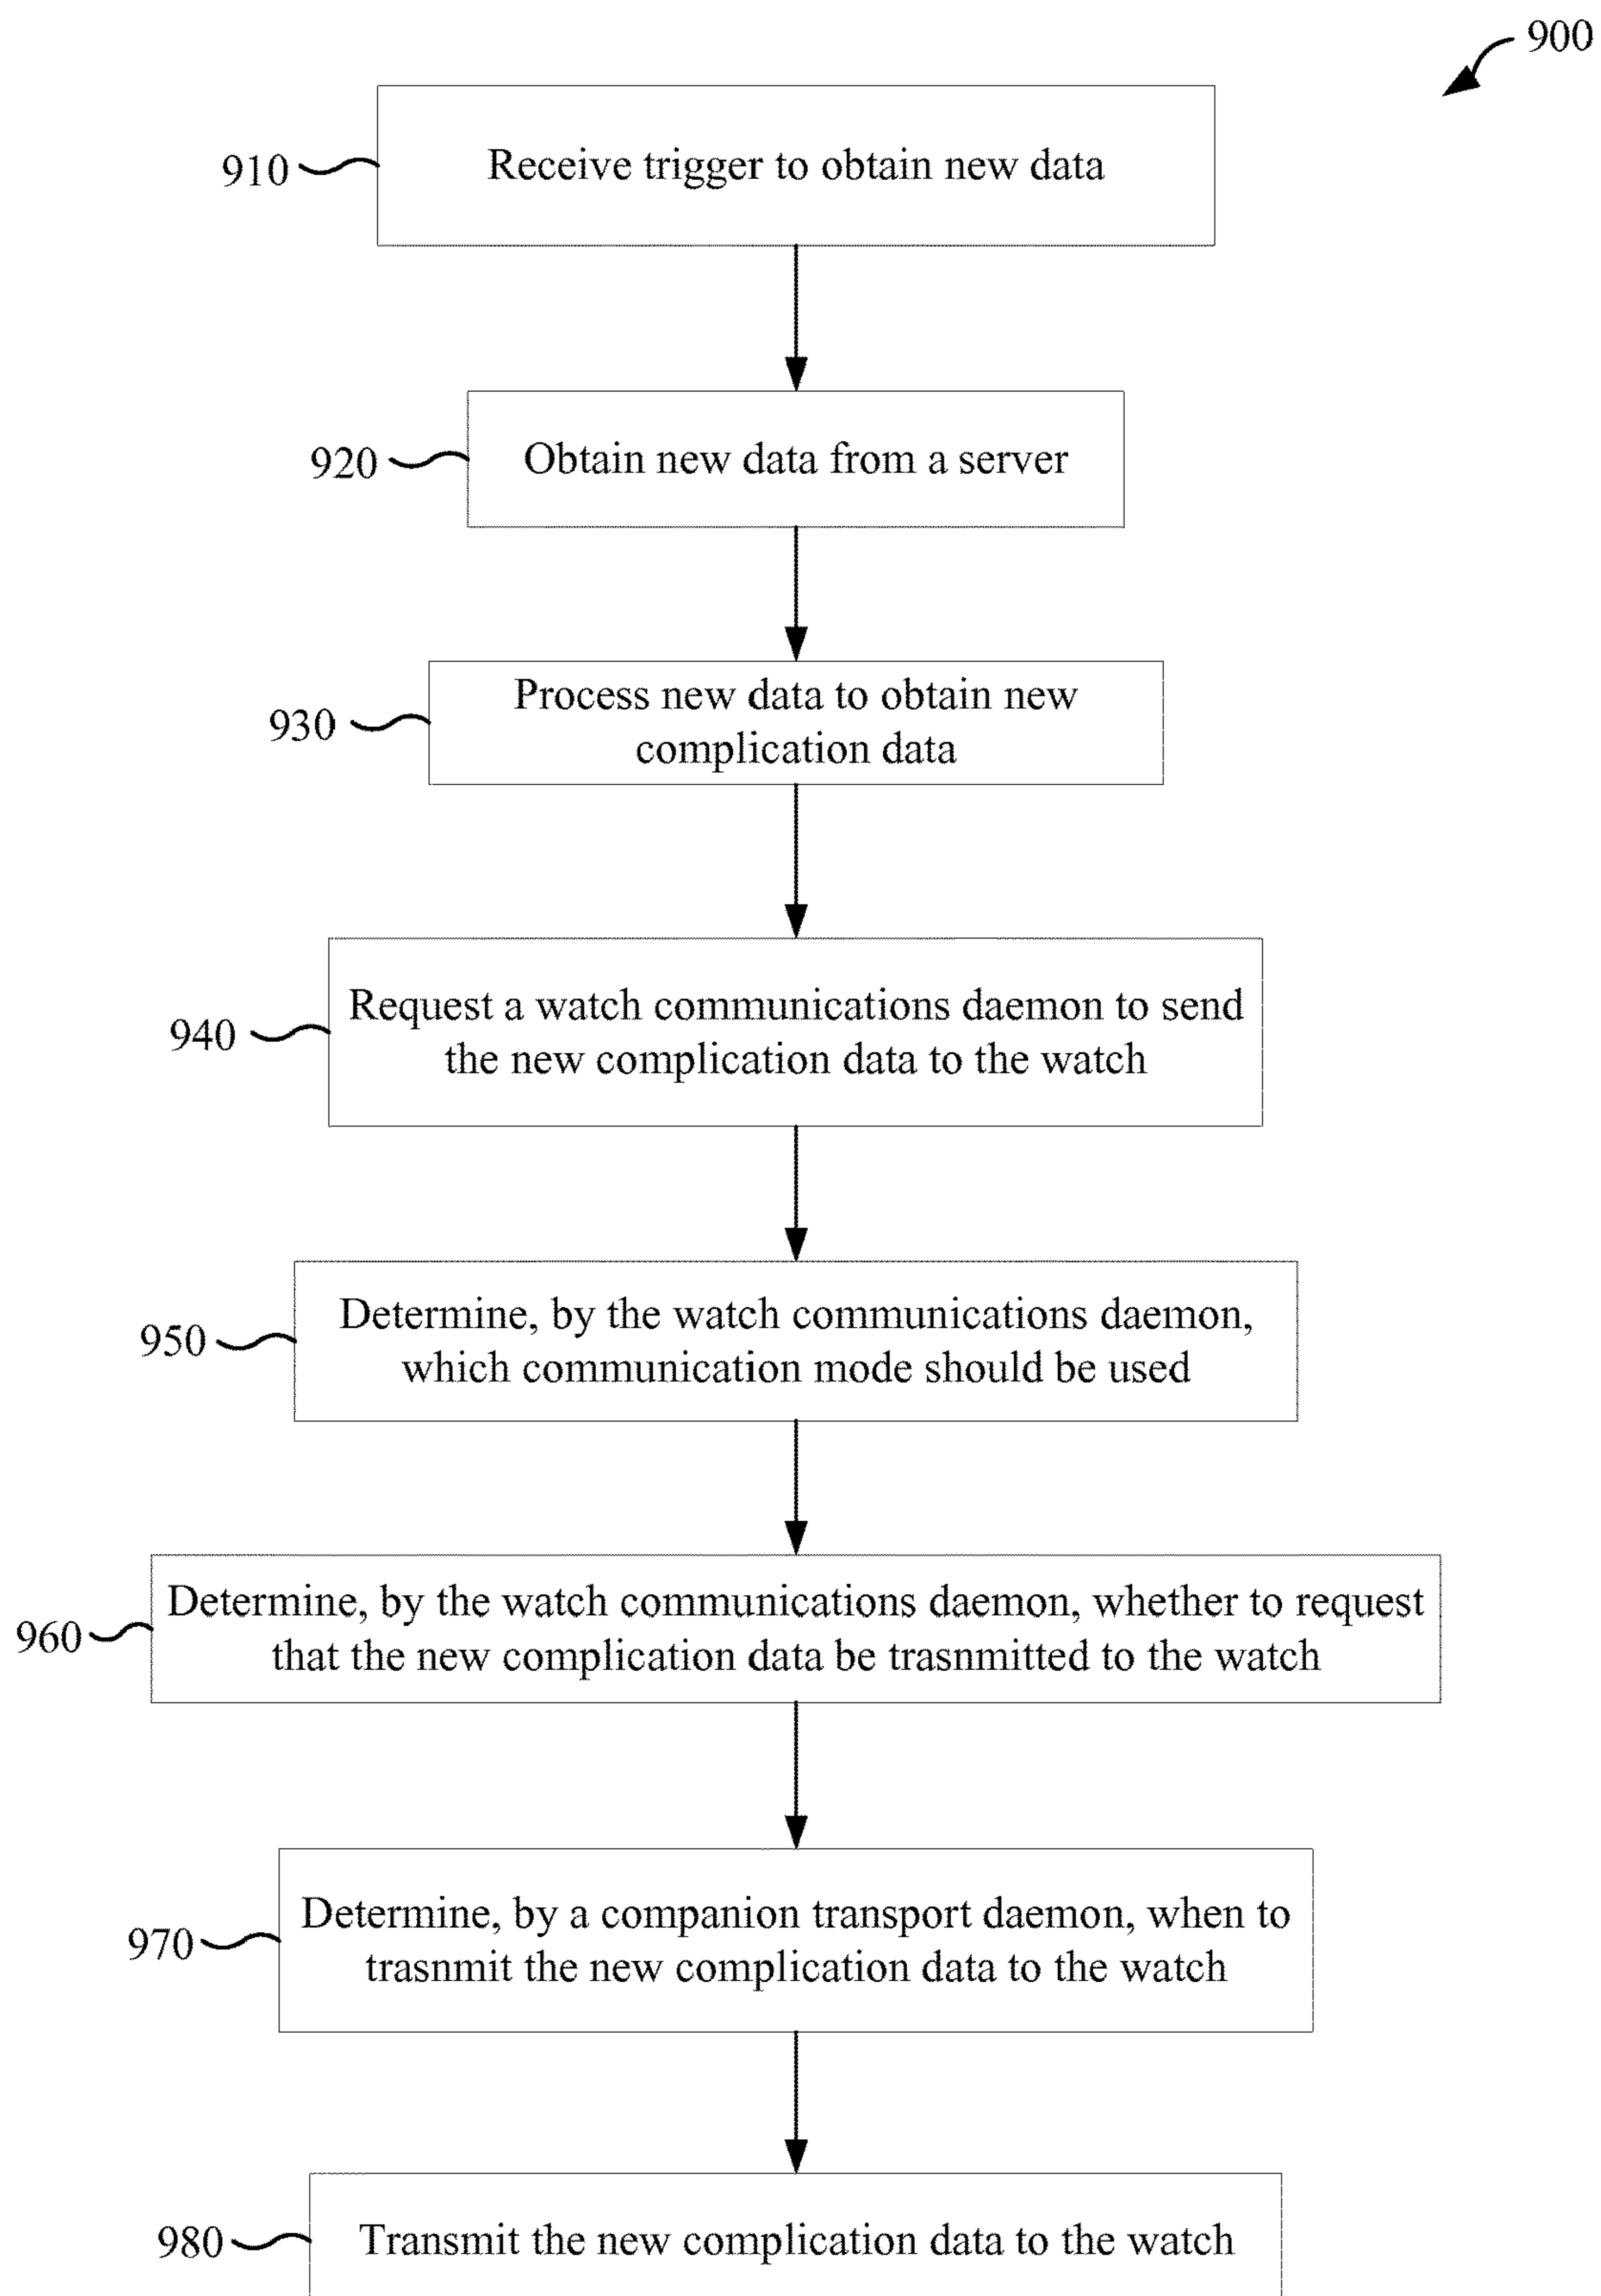 900
910 Receive trigger to obtain new data
920 Obtain new data from a server
930 Process new data to obtain new
complication data
940 Request a watch communications daemon to send
the new complication data to the watch
950 Determine, by the watch communications daemon,
which communication mode should be used
960 Determine, by the watch communications daemon, whether to request
that the new complication data be trasnmitted to the watch
970 Determine, by a companion transport daemon, when to
trasnmit the new complication data to the watch
980 Transmit the new complication data to the watch